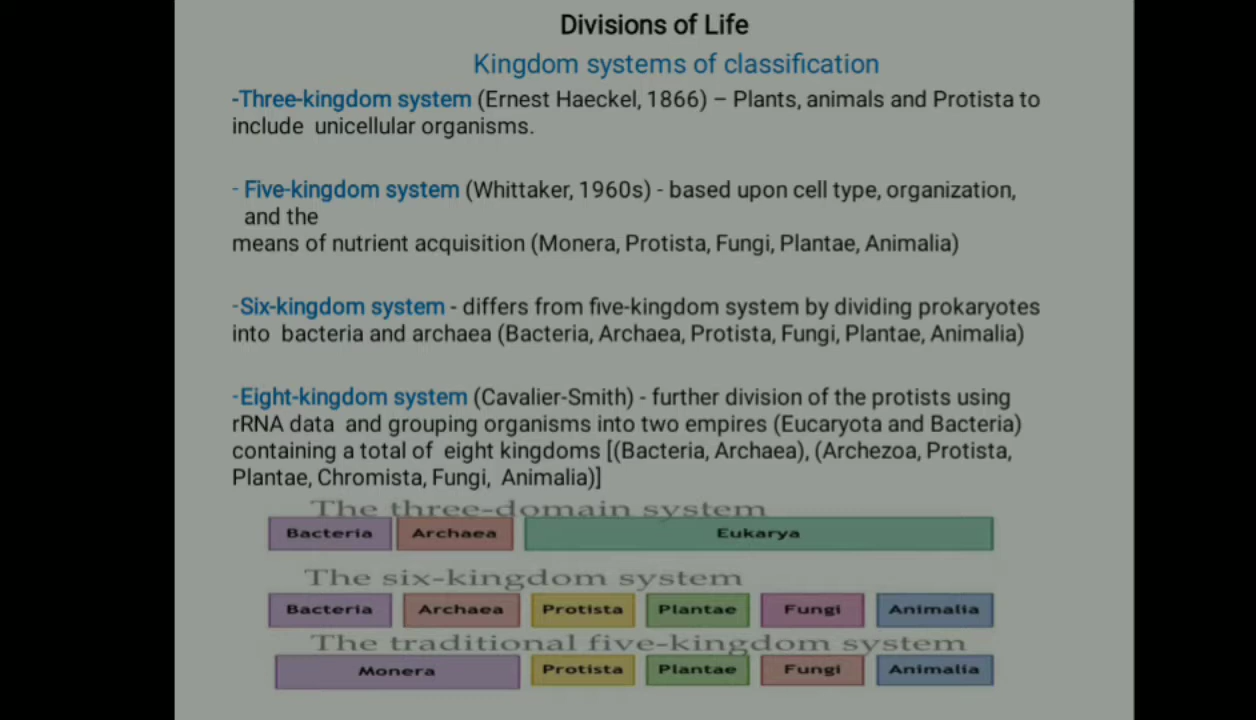 Divisions of Life
Kingdom systems of classification
-Three-kingdom system (Ernest Haeckel, 1866) – Plants, animals and Protista to
include unicellular organisms.
- Five-kingdom system (Whittaker, 1960s) - based upon cell type, organization,
and the
means of nutrient acquisition (Monera, Protista, Fungi, Plantae, Animalia)
-Six-kingdom system - differs from five-kingdom system by dividing prokaryotes
into bacteria and archaea (Bacteria, Archaea, Protista, Fungi, Plantae, Animalia)
-Eight-kingdom system (Cavalier-Smith) - further division of the protists using
rRNA data and grouping organisms into two empires (Eucaryota and Bacteria)
containing a total of eight kingdoms [(Bacteria, Archaea), (Archezoa, Protista,
Plantae, Chromista, Fungi, Animalia)]
The three-domain system
Bacteria Archaea Eukarya
The six-kingdom system
Bacteria Archaea Protista Plantae Fungi Animalia
The traditional five-kingdom system
Monera Protista Plantae Fungi Animalia